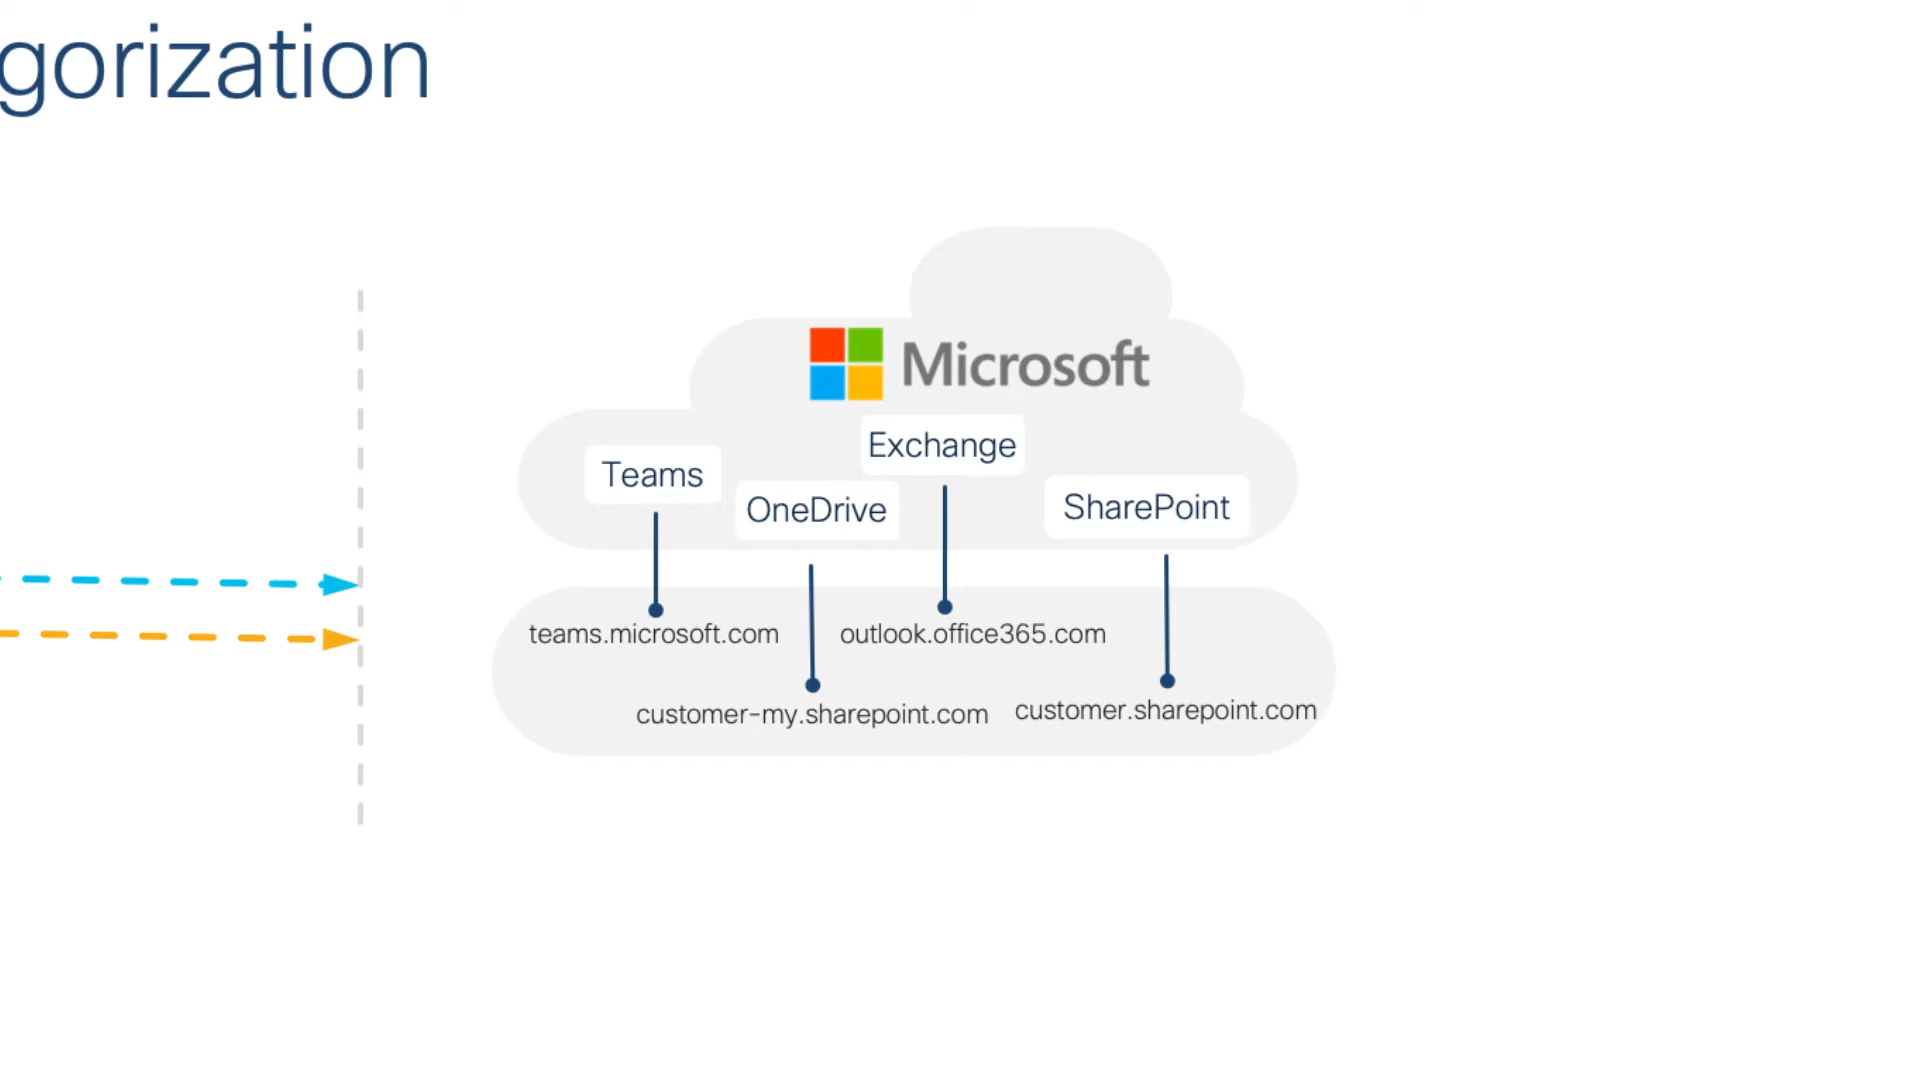 gorization
Microsoft
Exchange
Teams
OneDrive
SharePoint
teams.microsoft.com
outlook.office365.com
customer-my.sharepoint.com
customer.sharepoint.com